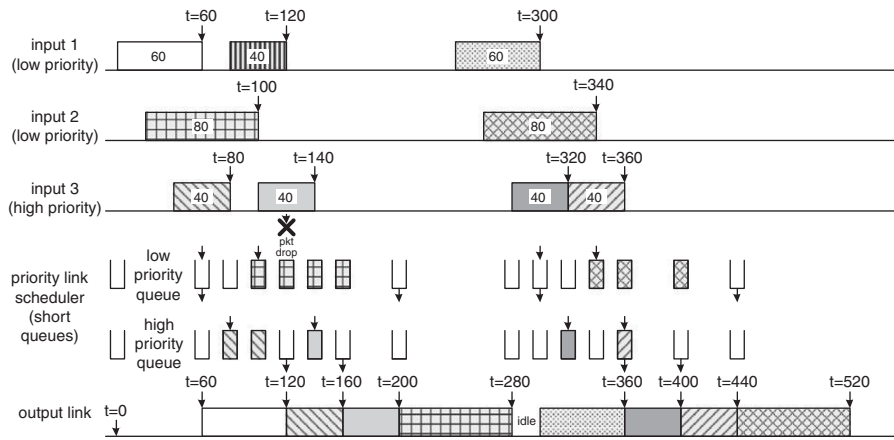 t=60 t=120 t=300
input 1
(low priority)
60 40 60
t=100 t=340
input 2
(low priority)
80 80
t=80 t=140 t=320 t=360
input 3
(high priority)
40 40 40 40
pkt
drop
priority link
scheduler
(short
queues)
low
priority
queue
high
priority
queue
t=60 t=120 t=160 t=200 t=280 t=360 t=400 t=440 t=520
output link
t=0
idle